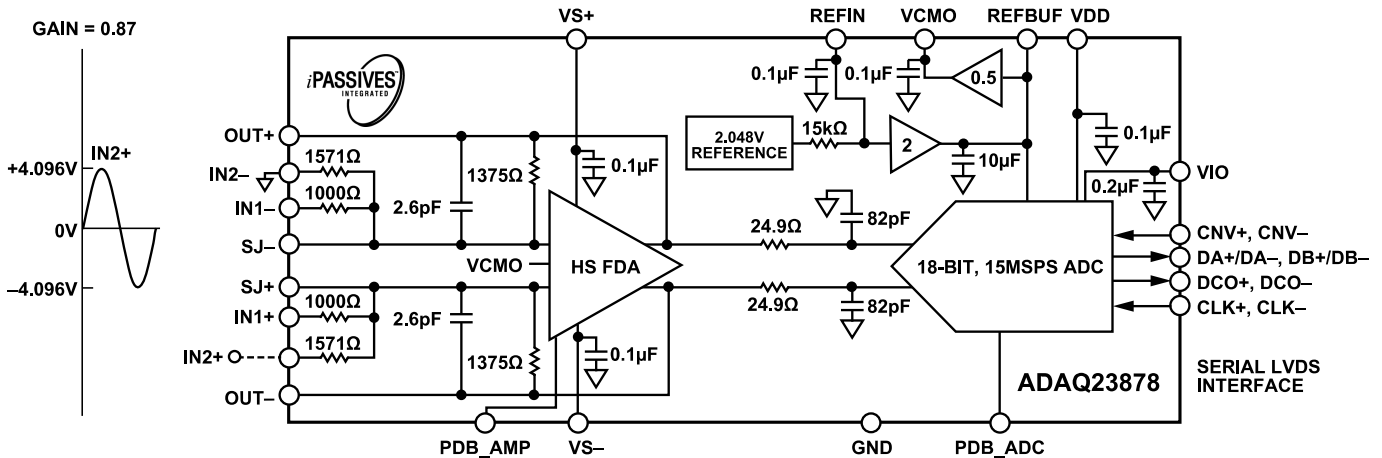 GAIN = 0.87
IN2+
+4.096V
0V
–4.096V
VS+
REFIN
VCMO
REFBUF
VDD
iPASSIVES™
INTEGRATED
0.1µF
0.1µF
0.5
OUT+
1571Ω
IN2–
1000Ω
IN1–
SJ–
2.6pF
1375Ω
0.1µF
2.048V
REFERENCE
15kΩ
2
10µF
0.1µF
0.2µF
VIO
82pF
24.9Ω
VCMO
HS FDA
18-BIT, 15MSPS ADC
CNV+, CNV–
DA+/DA–, DB+/DB–
DCO+, DCO–
CLK+, CLK–
SJ+
1000Ω
IN1+
1571Ω
IN2+
OUT–
2.6pF
1375Ω
0.1µF
24.9Ω
82pF
ADAQ23878
SERIAL LVDS
INTERFACE
PDB_AMP
VS–
GND
PDB_ADC